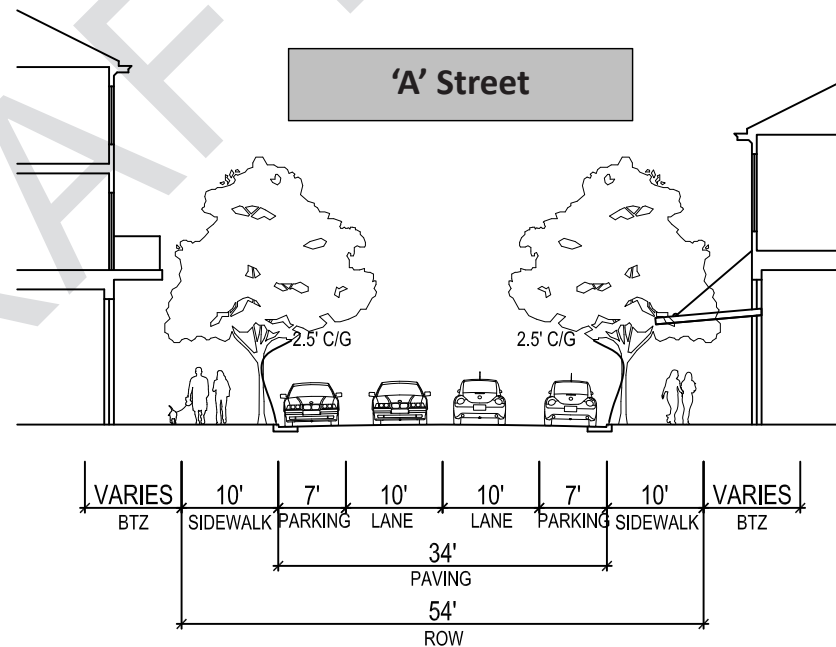 ‘A’ Street
2.5' C/G 2.5' C/G
VARIES 10' 7' 10' 10' 7' 10' VARIES
BTZ SIDEWALK PARKING LANE LANE PARKING SIDEWALK BTZ
34'
PAVING
54'
ROW